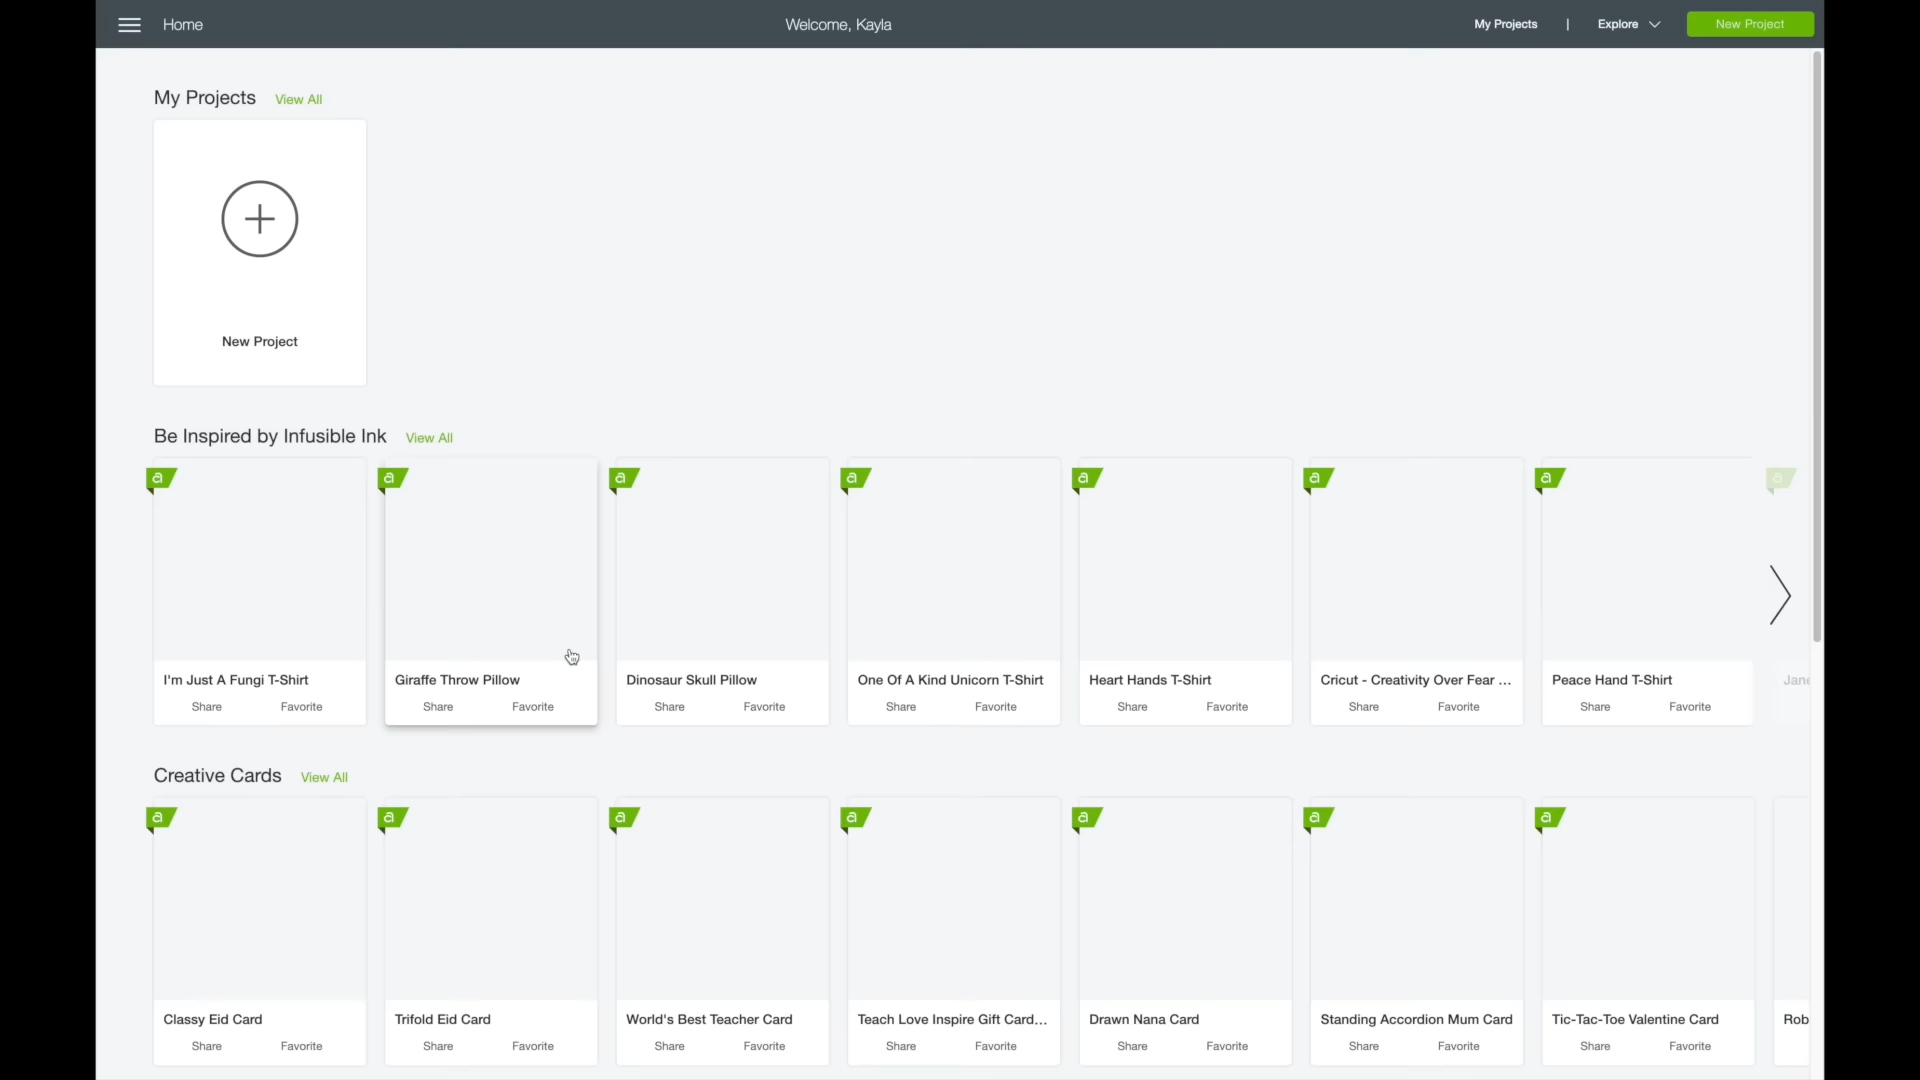 Home
Welcome, Kayla
My Projects | Explore
New Project
My Projects View All
New Project
Be Inspired by Infusible Ink View All
a a a a a a a a
I'm Just A Fungi T-Shirt
Share Favorite
Giraffe Throw Pillow
Share Favorite
Dinosaur Skull Pillow
Share Favorite
One Of A Kind Unicorn T-Shirt
Share Favorite
Heart Hands T-Shirt
Share Favorite
Cricut - Creativity Over Fear ...
Share Favorite
Peace Hand T-Shirt
Share Favorite
Jane
Creative Cards View All
a a a a a a a
Classy Eid Card
Share Favorite
Trifold Eid Card
Share Favorite
World's Best Teacher Card
Share Favorite
Teach Love Inspire Gift Card...
Share Favorite
Drawn Nana Card
Share Favorite
Standing Accordion Mum Card
Share Favorite
Tic-Tac-Toe Valentine Card
Share Favorite
Rob